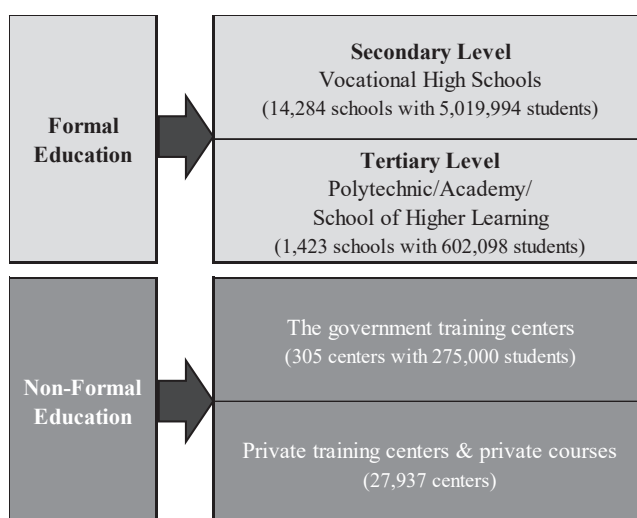 Formal
Education
Secondary Level
Vocational High Schools
(14,284 schools with 5,019,994 students)
Tertiary Level
Polytechnic/Academy/
School of Higher Learning
(1,423 schools with 602,098 students)
Non-Formal
Education
The government training centers
(305 centers with 275,000 students)
Private training centers & private courses
(27,937 centers)